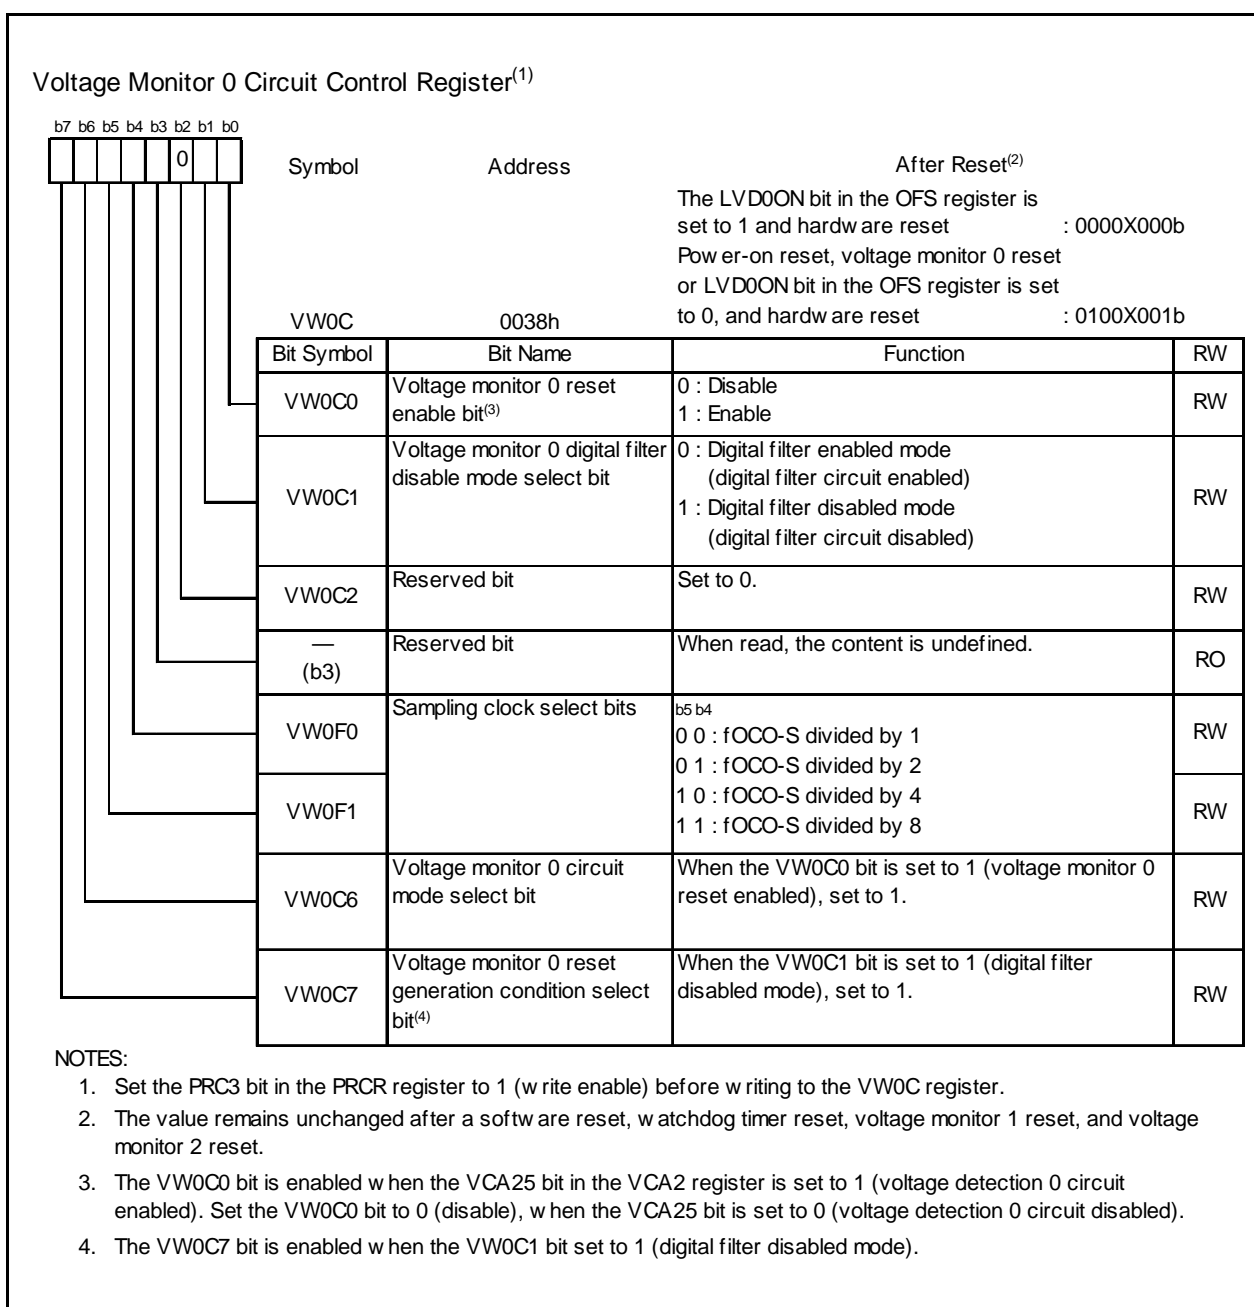 Voltage Monitor 0 Circuit Control Register(1)
b7 b6 b5 b4 b3 b2 b1 b0
0
Symbol Address After Reset(2)
The LVD0ON bit in the OFS register is
set to 1 and hardware reset : 0000X000b
Power-on reset, voltage monitor 0 reset
or LVD0ON bit in the OFS register is set
VW0C 0038h to 0, and hardware reset : 0100X001b
Bit Symbol Bit Name Function RW
VW0C0 Voltage monitor 0 reset enable bit(3) 0 : Disable
1 : Enable RW
VW0C1 Voltage monitor 0 digital filter disable mode select bit 0 : Digital filter enabled mode
(digital filter circuit enabled)
1 : Digital filter disabled mode
(digital filter circuit disabled) RW
VW0C2 Reserved bit Set to 0. RW
—
(b3) Reserved bit When read, the content is undefined. RO
Sampling clock select bits b5 b4
VW0F0 0 0 : fOCO-S divided by 1 RW
0 1 : fOCO-S divided by 2
1 0 : fOCO-S divided by 4
VW0F1 1 1 : fOCO-S divided by 8 RW
VW0C6 Voltage monitor 0 circuit mode select bit When the VW0C0 bit is set to 1 (voltage monitor 0
reset enabled), set to 1. RW
VW0C7 Voltage monitor 0 reset generation condition select bit(4) When the VW0C1 bit is set to 1 (digital filter
disabled mode), set to 1. RW
NOTES:
1. Set the PRC3 bit in the PRCR register to 1 (write enable) before writing to the VW0C register.
2. The value remains unchanged after a software reset, watchdog timer reset, voltage monitor 1 reset, and voltage
monitor 2 reset.
3. The VW0C0 bit is enabled when the VCA25 bit in the VCA2 register is set to 1 (voltage detection 0 circuit
enabled). Set the VW0C0 bit to 0 (disable), when the VCA25 bit is set to 0 (voltage detection 0 circuit disabled).
4. The VW0C7 bit is enabled when the VW0C1 bit set to 1 (digital filter disabled mode).